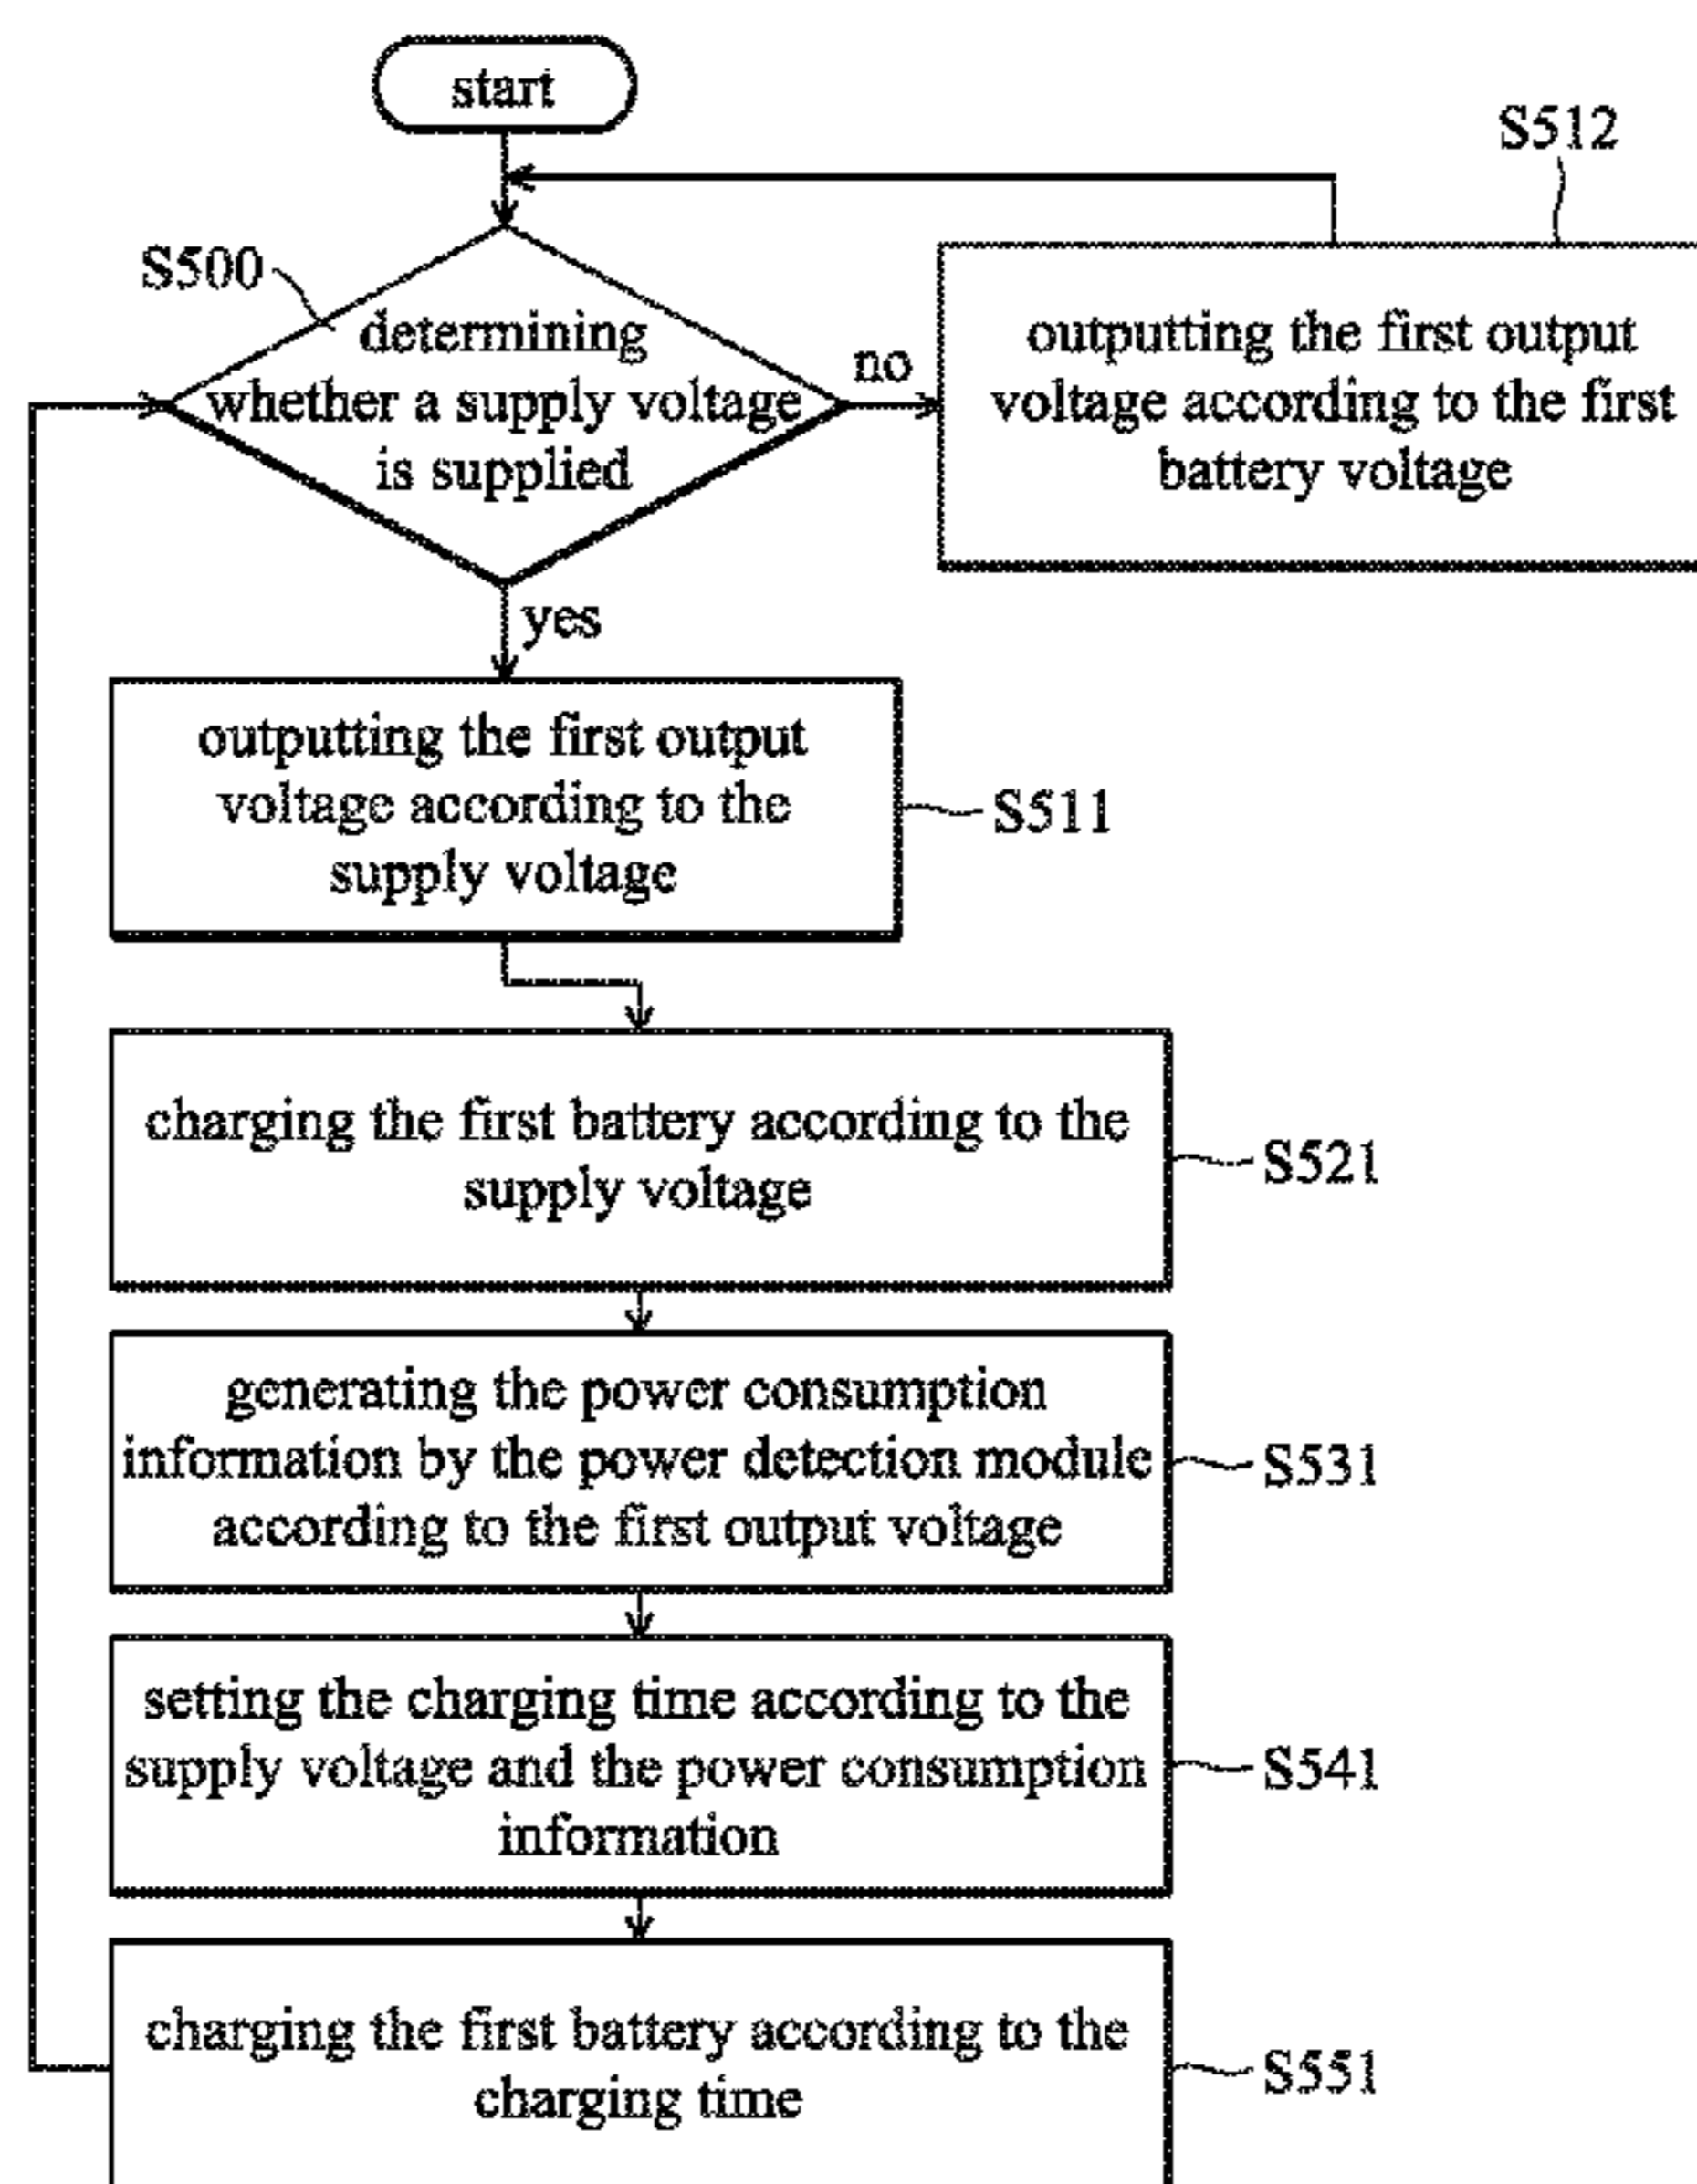 start
S512
S500
determining
whether a supply voltage
is supplied
no
outputting the first output
voltage according to the first
battery voltage
yes
outputting the first output
voltage according to the
supply voltage
S511
charging the first battery according to the
supply voltage
S521
generating the power consumption
information by the power detection module
according to the first output voltage
S531
setting the charging time according to the
supply voltage and the power consumption
information
S541
charging the first battery according to the
charging time
S551